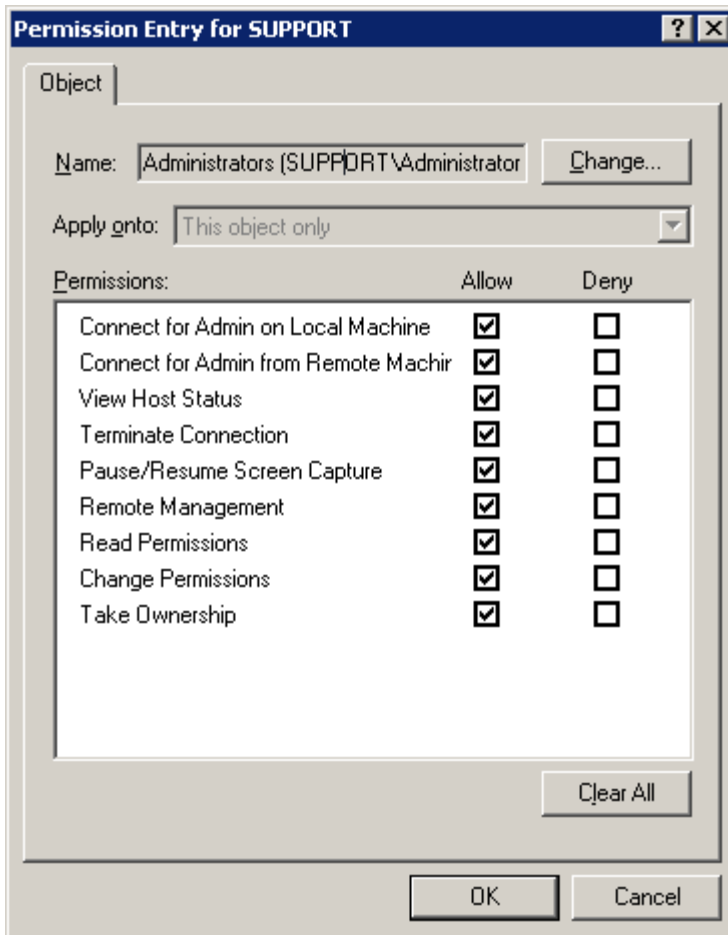 Permission Entry for SUPPORT
Object
Name: Administrators (SUPPORT\Administrator Change...
Apply onto: This object only
Permissions: Allow Deny
Connect for Admin on Local Machine
Connect for Admin from Remote Machir
View Host Status
Terminate Connection
Pause/Resume Screen Capture
Remote Management
Read Permissions
Change Permissions
Take Ownership
Clear All
OK Cancel